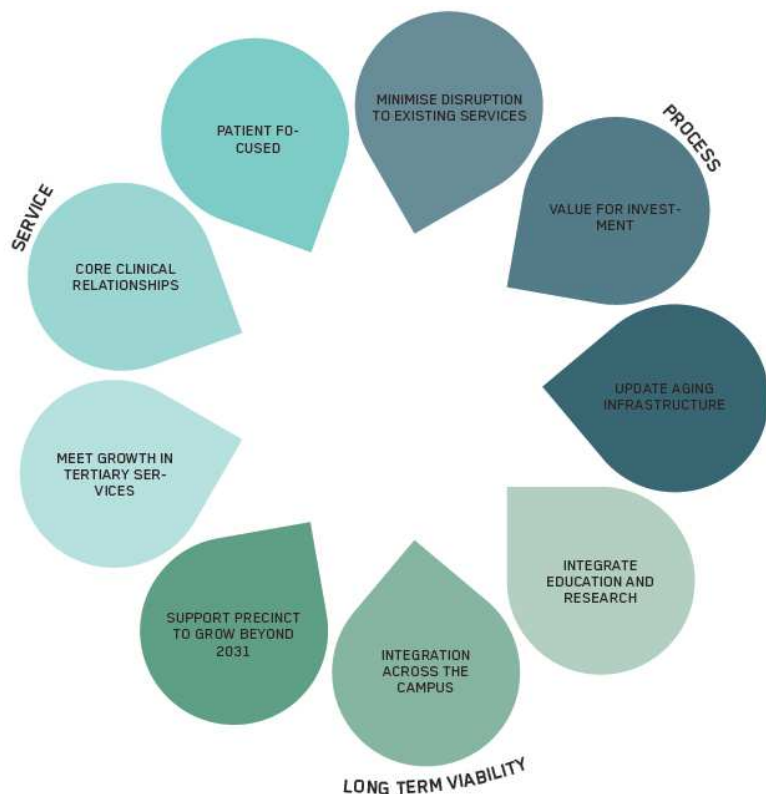 MINIMISE DISRUPTION
TO EXISTING SERVICES
PROCESS
VALUE FOR INVEST-
MENT
UPDATE AGING
INFRASTRUCTURE
INTEGRATE
EDUCATION AND
RESEARCH
INTEGRATION
ACROSS THE
CAMPUS
LONG TERM VIABILITY
SUPPORT PRECINCT
TO GROW BEYOND
2031
MEET GROWTH IN
TERTIARY SER-
VICES
CORE CLINICAL
RELATIONSHIPS
SERVICE
PATIENT FO-
CUSED